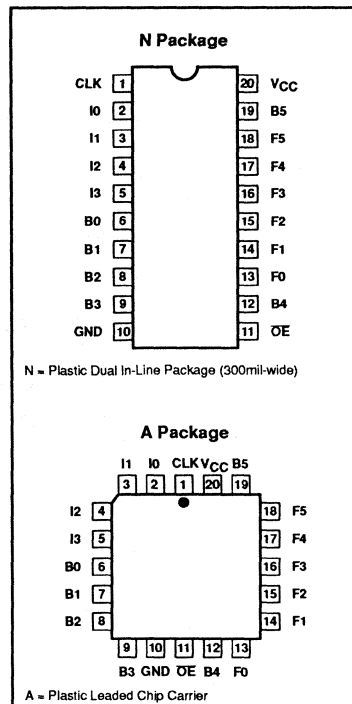 N Package
CLK 1 20 VCC
I0 2 19 B5
I1 3 18 F5
I2 4 17 F4
I3 5 16 F3
B0 6 15 F2
B1 7 14 F1
B2 8 13 F0
B3 9 12 B4
GND 10 11 OE
N = Plastic Dual In-Line Package (300mil-wide)
A Package
I1 I0 CLK VCC B5
3 2 1 20 19
I2 4 18 F5
I3 5 17 F4
B0 6 16 F3
B1 7 15 F2
B2 8 14 F1
9 10 11 12 13
B3 GND OE B4 F0
A = Plastic Leaded Chip Carrier